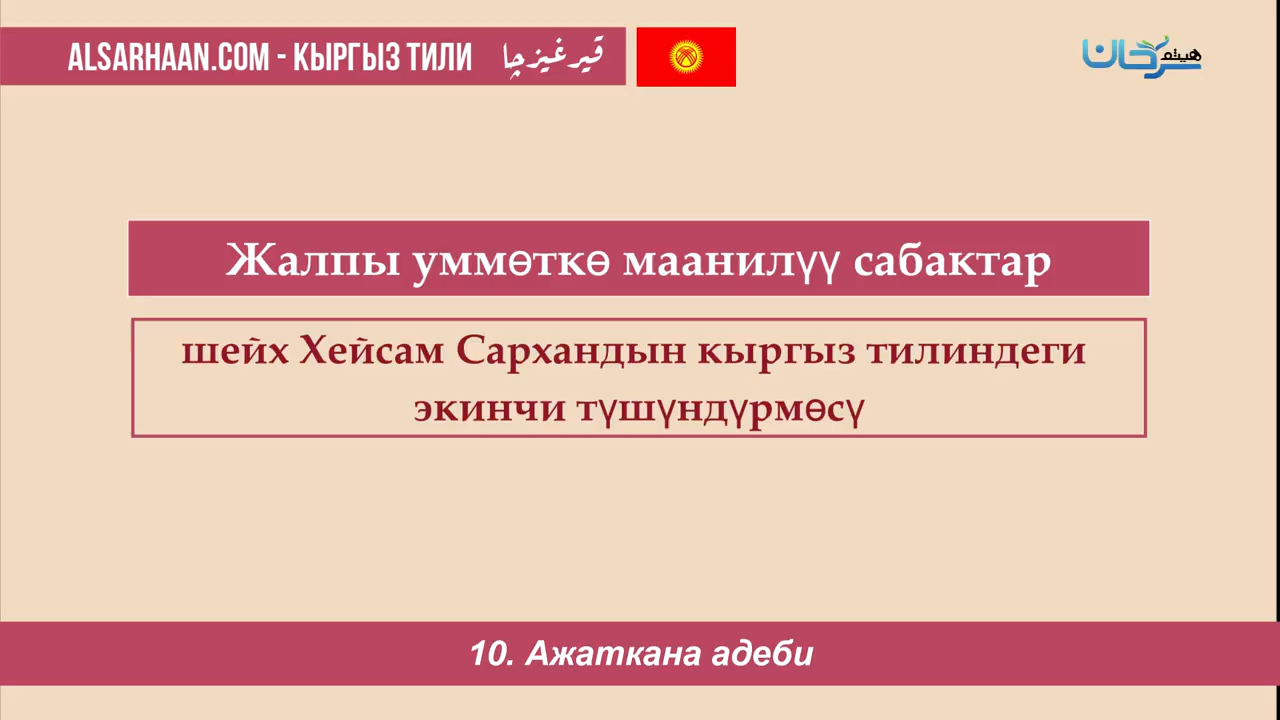 ALSARHAAN.COM - КЫРГЫЗ ТИЛИ قيرغيزچا
هيثم سرحان
Жалпы уммөткө маанилүү сабактар
шейх Хейсам Сархандын кыргыз тилиндеги
экинчи түшүндүрмөсү
10. Ажаткана адеби